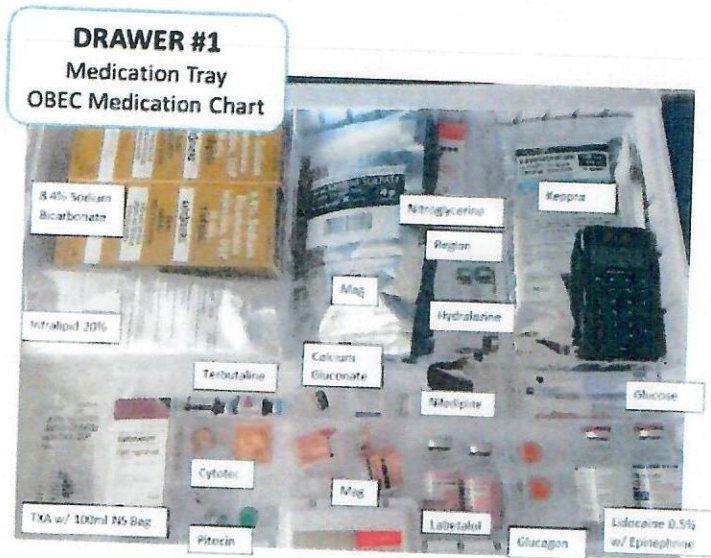 DRAWER #1
Medication Tray
OBEC Medication Chart
8.4% Sodium
Bicarbonate
Nitroglycerine
Keppra
Reglan
Mag
Hydralazine
Intralipid 20%
Calcium
Gluconate
Terbutaline
Nifedipine
Glucose
Cytotec
Mag
TXA w/ 100ml NS Bag
Pitocin
Labetalol
Glucagon
Lidocaine 0.5%
w/ Epinephrine